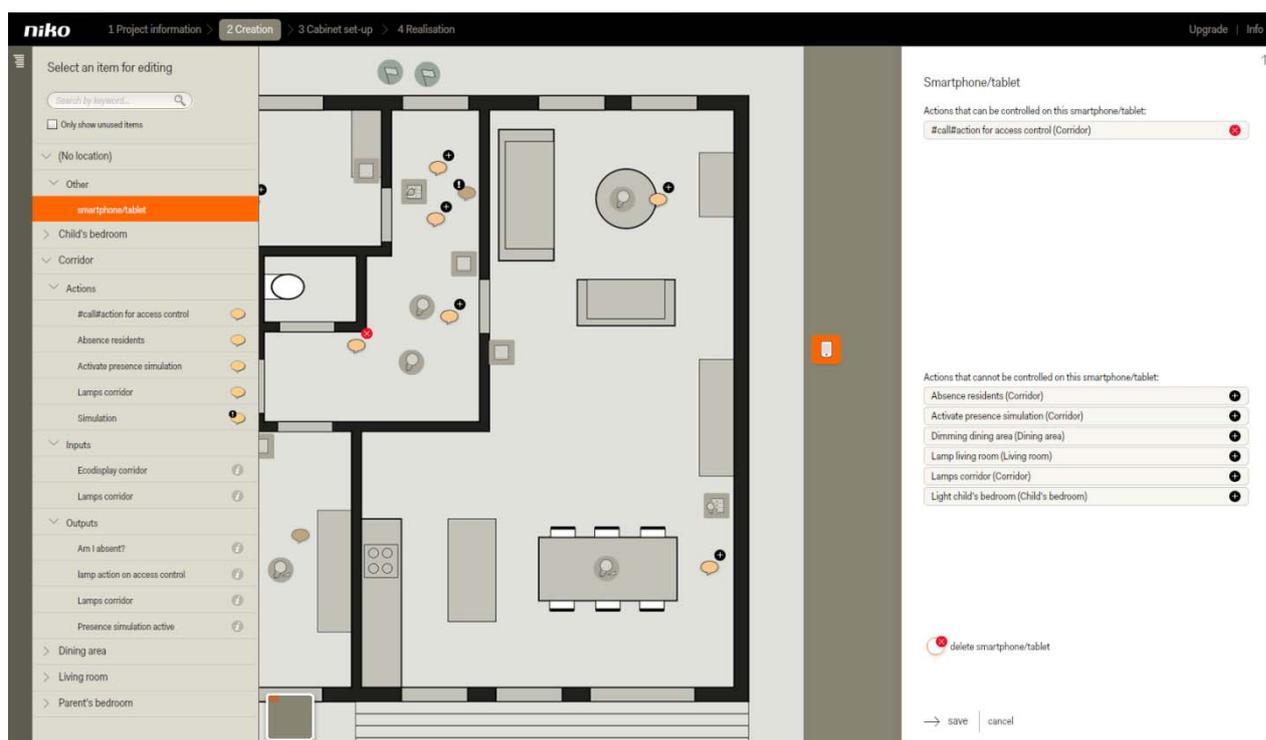 niko
1 Project information > 2 Creation > 3 Cabinet set-up > 4 Realisation
Upgrade | Info
Select an item for editing
Search by keyword...
Only show unused items
(No location)
Other
smartphone/tablet
Child's bedroom
Corridor
Actions
#call#action for access control
Absence residents
Activate presence simulation
Lamps corridor
Simulation
Inputs
Ecodisplay corridor
Lamps corridor
Outputs
Am I absent?
lamp action on access control
Lamps corridor
Presence simulation active
Dining area
Living room
Parent's bedroom
1
Smartphone/tablet
Actions that can be controlled on this smartphone/tablet:
#call#action for access control (Corridor)
Actions that cannot be controlled on this smartphone/tablet:
Absence residents (Corridor)
Activate presence simulation (Corridor)
Dimming dining area (Dining area)
Lamp living room (Living room)
Lamps corridor (Corridor)
Light child's bedroom (Child's bedroom)
delete smartphone/tablet
save | cancel